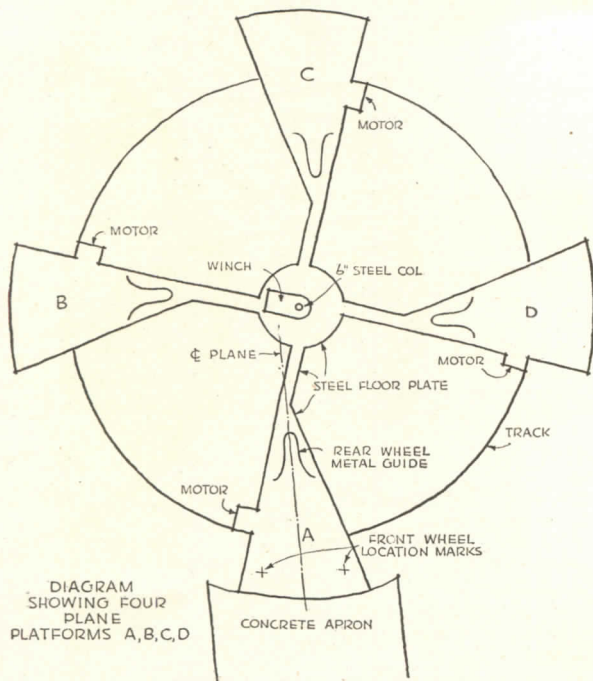 C
MOTOR
MOTOR
WINCH
6" STEEL COL.
B
D
℄ PLANE
MOTOR
STEEL FLOOR PLATE
TRACK
REAR WHEEL
METAL GUIDE
MOTOR
A
FRONT WHEEL
LOCATION MARKS
DIAGRAM
SHOWING FOUR
PLANE
PLATFORMS A,B,C,D
CONCRETE APRON